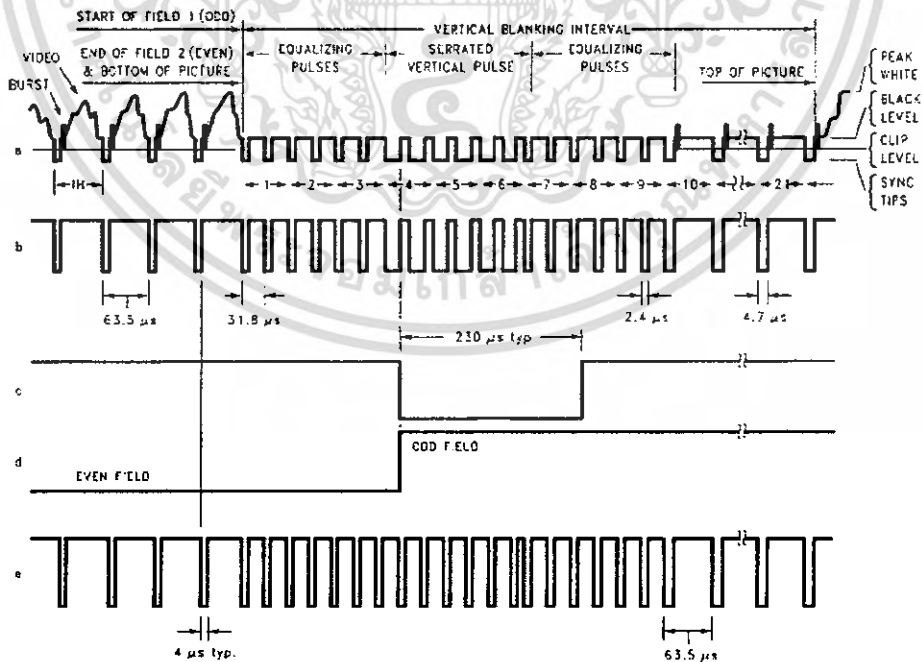 START OF FIELD 1 (ODD)
VERTICAL BLANKING INTERVAL
VIDEO
END OF FIELD 2 (EVEN)
& BOTTOM OF PICTURE
EQUALIZING
PULSES
SERRATED
VERTICAL PULSE
EQUALIZING
PULSES
TOP OF PICTURE
PEAK
WHITE
BURST
BLACK
LEVEL
a
CLIP
LEVEL
1H
1 2 3 4 5 6 7 8 9 10 21
SYNC
TIPS
b
63.5 µs
31.8 µs
2.4 µs
4.7 µs
230 µs typ
c
d
ODD FIELD
EVEN FIELD
e
4 µs typ.
63.5 µs